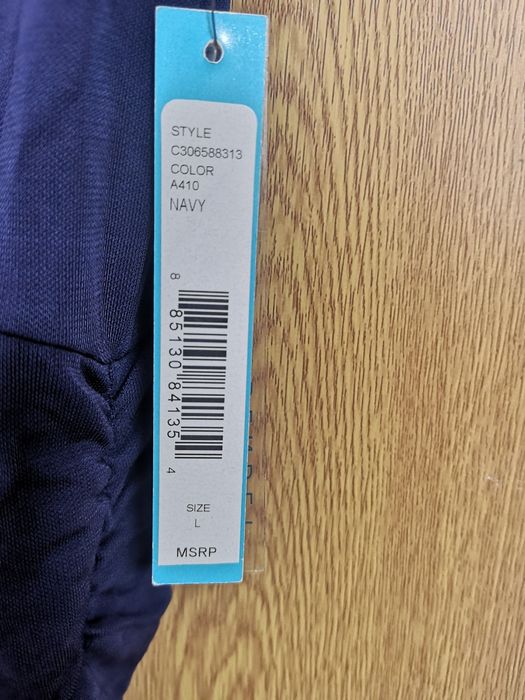 STYLE
C306588313
COLOR
A410
NAVY
8 85130 84135 4
SIZE
L
MSRP